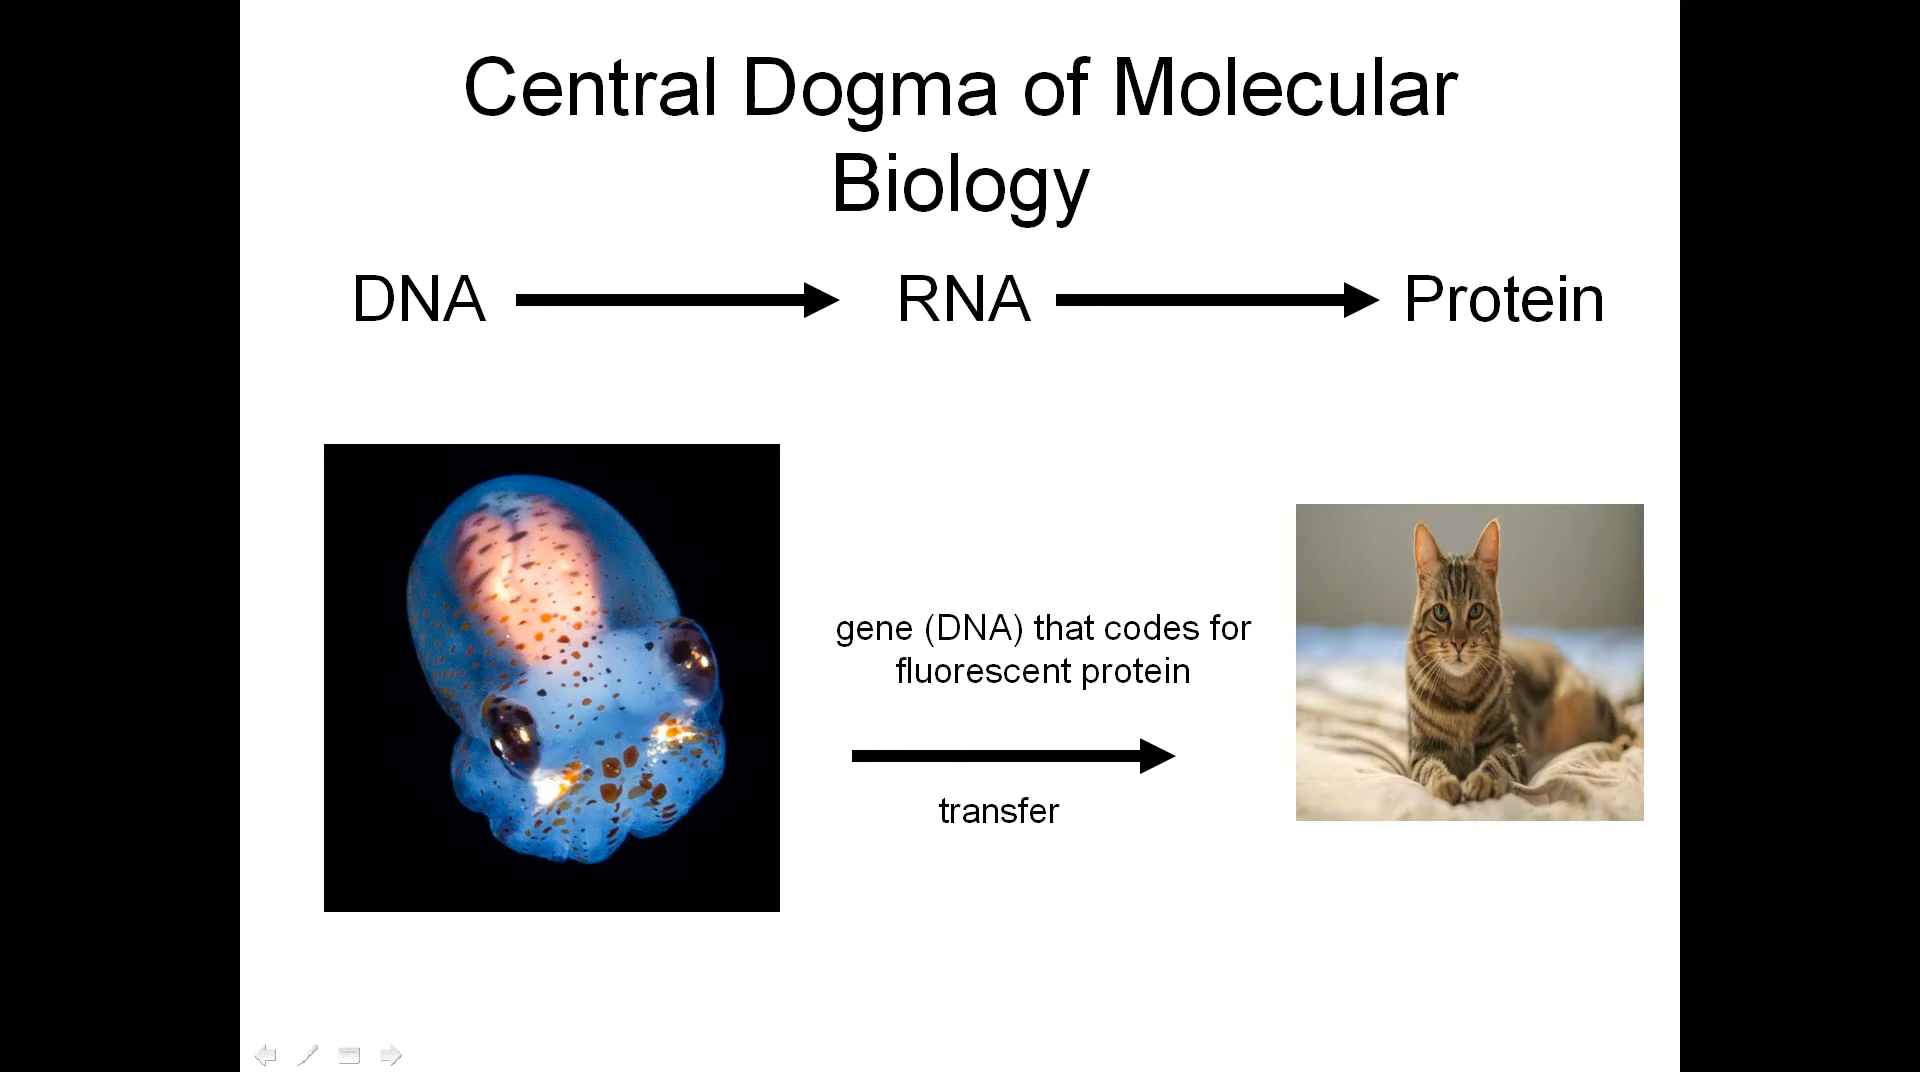 Central Dogma of Molecular
Biology
DNA RNA Protein
gene (DNA) that codes for
fluorescent protein
transfer